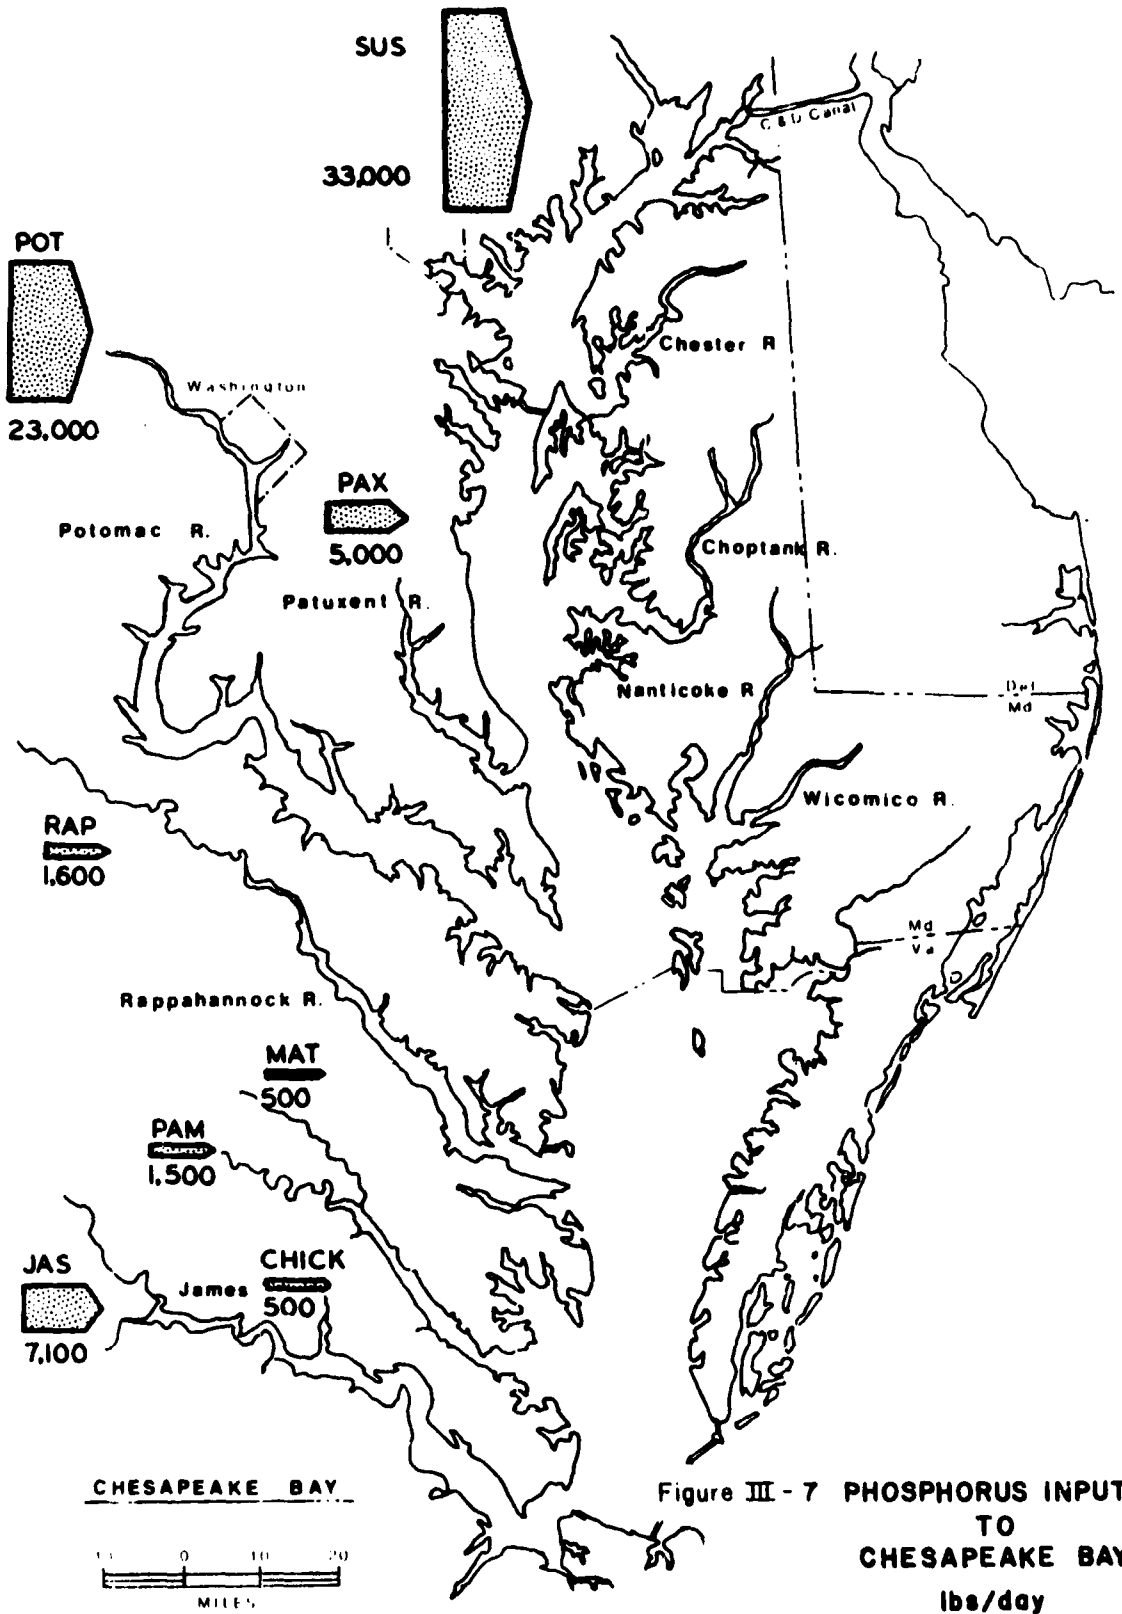 SUS
33,000
C & D Canal
POT
23,000
Washington
Chester R
PAX
5,000
Potomac R.
Choptank R.
Patuxent R.
Nanticoke R
Del
Md
Wicomico R.
RAP
1,600
Md
Va
Rappahannock R.
MAT
500
PAM
1,500
JAS
7,100
James
CHICK
500
CHESAPEAKE BAY
0 10 20
MILES
Figure III - 7 PHOSPHORUS INPUT
TO
CHESAPEAKE BAY
lbs/day